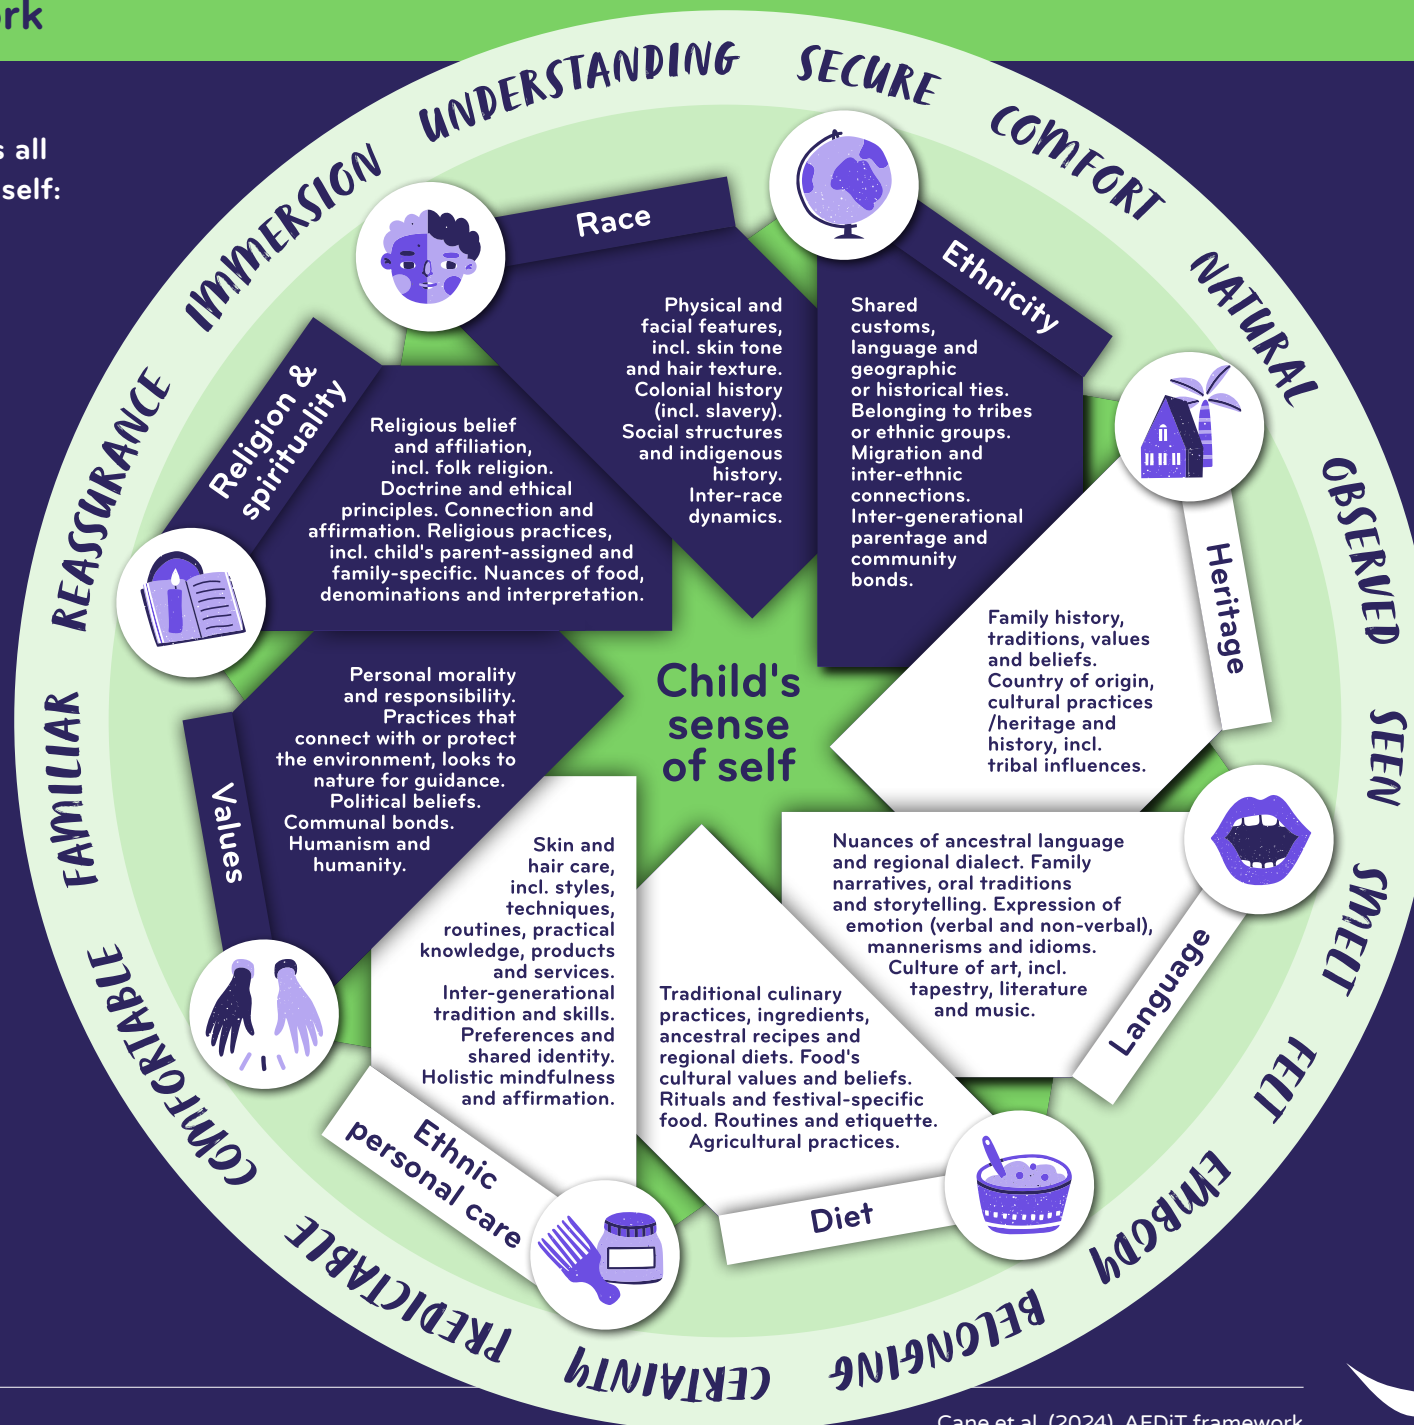 rk
s all
self:
UNDERSTANDING
SECURE
COMFORT
NATURAL
OBSERVED
SEEN
SMELT
FELT
EMBODY
BELONGING
CERTAINTY
PREDICTABLE
COMFORTABLE
FAMILIAR
REASSURANCE
IMMERSION
Race
Physical and
facial features,
incl. skin tone
and hair texture.
Colonial history
(incl. slavery).
Social structures
and indigenous
history.
Inter-race
dynamics.
Ethnicity
Shared
customs,
language and
geographic
or historical ties.
Belonging to tribes
or ethnic groups.
Migration and
inter-ethnic
connections.
Inter-generational
parentage and
community
bonds.
Heritage
Family history,
traditions, values
and beliefs.
Country of origin,
cultural practices
/heritage and
history, incl.
tribal influences.
Language
Nuances of ancestral language
and regional dialect. Family
narratives, oral traditions
and storytelling. Expression of
emotion (verbal and non-verbal),
mannerisms and idioms.
Culture of art, incl.
tapestry, literature
and music.
Diet
Traditional culinary
practices, ingredients,
ancestral recipes and
regional diets. Food's
cultural values and beliefs.
Rituals and festival-specific
food. Routines and etiquette.
Agricultural practices.
Ethnic
personal care
Skin and
hair care,
incl. styles,
techniques,
routines, practical
knowledge, products
and services.
Inter-generational
tradition and skills.
Preferences and
shared identity.
Holistic mindfulness
and affirmation.
Values
Personal morality
and responsibility.
Practices that
connect with or protect
the environment, looks to
nature for guidance.
Political beliefs.
Communal bonds.
Humanism and
humanity.
Religion &
spirituality
Religious belief
and affiliation,
incl. folk religion.
Doctrine and ethical
principles. Connection and
affirmation. Religious practices,
incl. child's parent-assigned and
family-specific. Nuances of food,
denominations and interpretation.
Child's
sense
of self
Cane et al. (2024). AEDiT framework